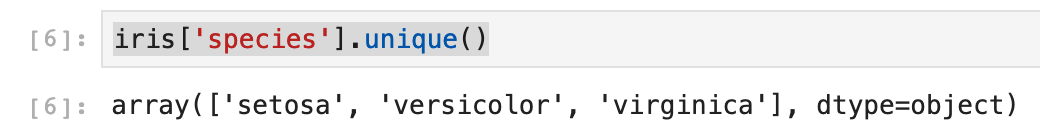 [6]: iris['species'].unique()
[6]: array(['setosa', 'versicolor', 'virginica'], dtype=object)